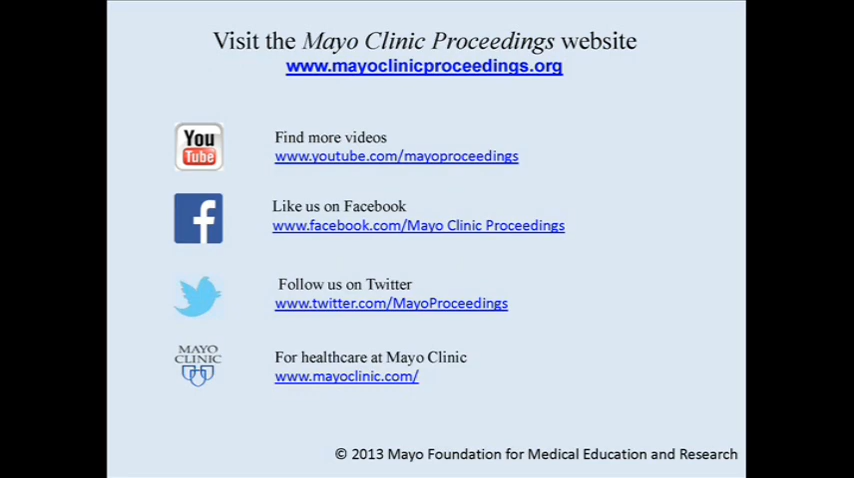 Visit the Mayo Clinic Proceedings website
www.mayoclinicproceedings.org
You
Tube
Find more videos
www.youtube.com/mayoproceedings
f
Like us on Facebook
www.facebook.com/Mayo Clinic Proceedings
Follow us on Twitter
www.twitter.com/MayoProceedings
MAYO
CLINIC
For healthcare at Mayo Clinic
www.mayoclinic.com/
© 2013 Mayo Foundation for Medical Education and Research